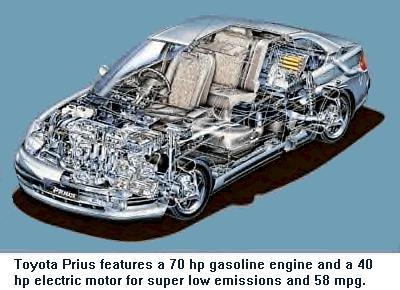 PRIUS
Toyota Prius features a 70 hp gasoline engine and a 40
hp electric motor for super low emissions and 58 mpg.